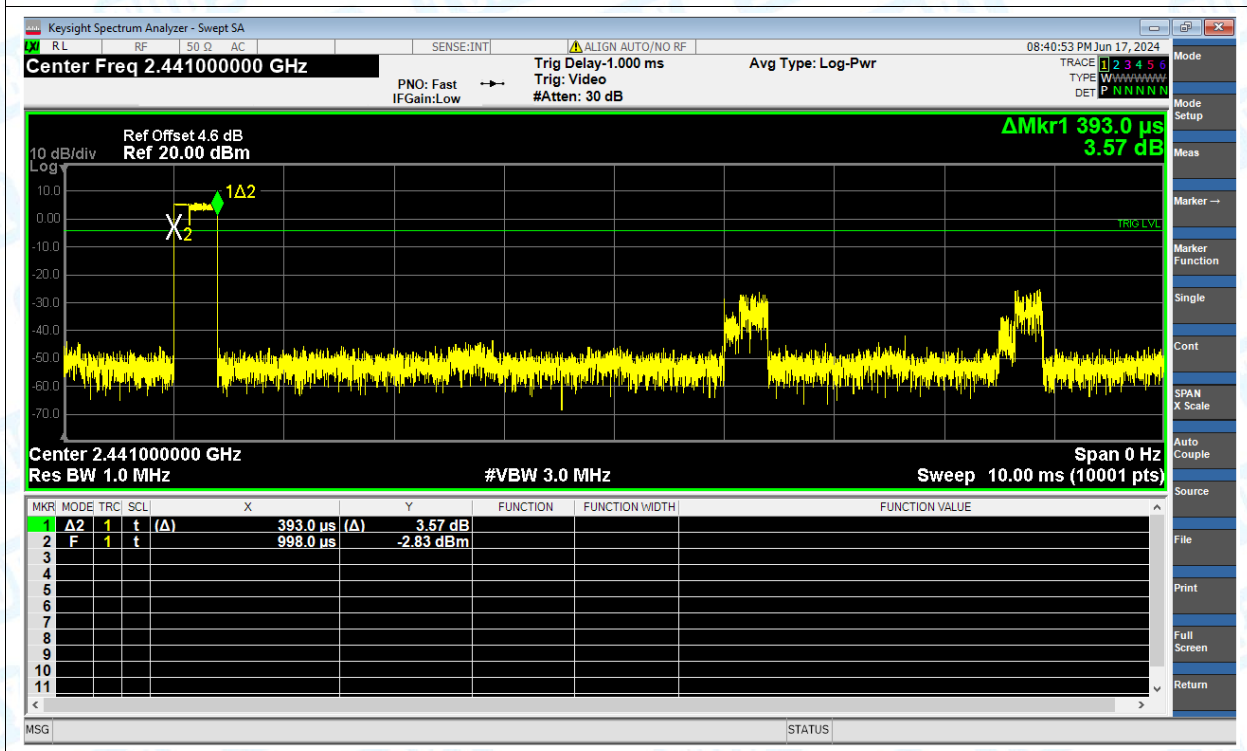 Keysight Spectrum Analyzer - Swept SA
LXI RL RF 50 Ω AC SENSE:INT ALIGN AUTO/NO RF 08:40:53 PM Jun 17, 2024
Center Freq 2.441000000 GHz
PNO: Fast
IFGain:Low
Trig Delay-1.000 ms
Trig: Video
#Atten: 30 dB
Avg Type: Log-Pwr
TRACE 1 2 3 4 5 6
TYPE WWWWWW
DET P N N N N N
Ref Offset 4.6 dB
10 dB/div Ref 20.00 dBm
Log
ΔMkr1 393.0 µs
3.57 dB
10.0
0.00
-10.0
-20.0
-30.0
-40.0
-50.0
-60.0
-70.0
1Δ2
X2
TRIG LVL
Center 2.441000000 GHz Span 0 Hz
Res BW 1.0 MHz #VBW 3.0 MHz Sweep 10.00 ms (10001 pts)
MKR MODE TRC SCL X Y FUNCTION FUNCTION WIDTH FUNCTION VALUE
1 Δ2 1 t (Δ) 393.0 µs (Δ) 3.57 dB
2 F 1 t 998.0 µs -2.83 dBm
3
4
5
6
7
8
9
10
11
MSG STATUS
Mode
Mode
Setup
Meas
Marker →
Marker
Function
Single
Cont
SPAN
X Scale
Auto
Couple
Source
File
Print
Full
Screen
Return